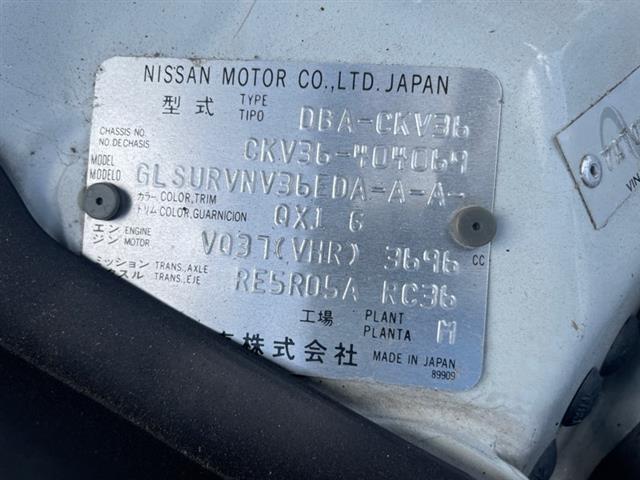 NISSAN MOTOR CO.,LTD. JAPAN
型式 TYPE TIPO DBA-CKV36
CHASSIS NO. NO.DECHASIS CKV36-404069
MODEL MODELO GLSURVNV36EDA-A-A-
カラー COLOR,TRIM トリム COLOR,GUARNICION QX1 G
エンジン ENGINE MOTOR VQ37(VHR) 3696 CC
ミッション TRANS.,AXLE クスル TRANS.,EJE RE5R05A RC36
工場 PLANT PLANTA M
株式会社 MADE IN JAPAN
89909
VIN